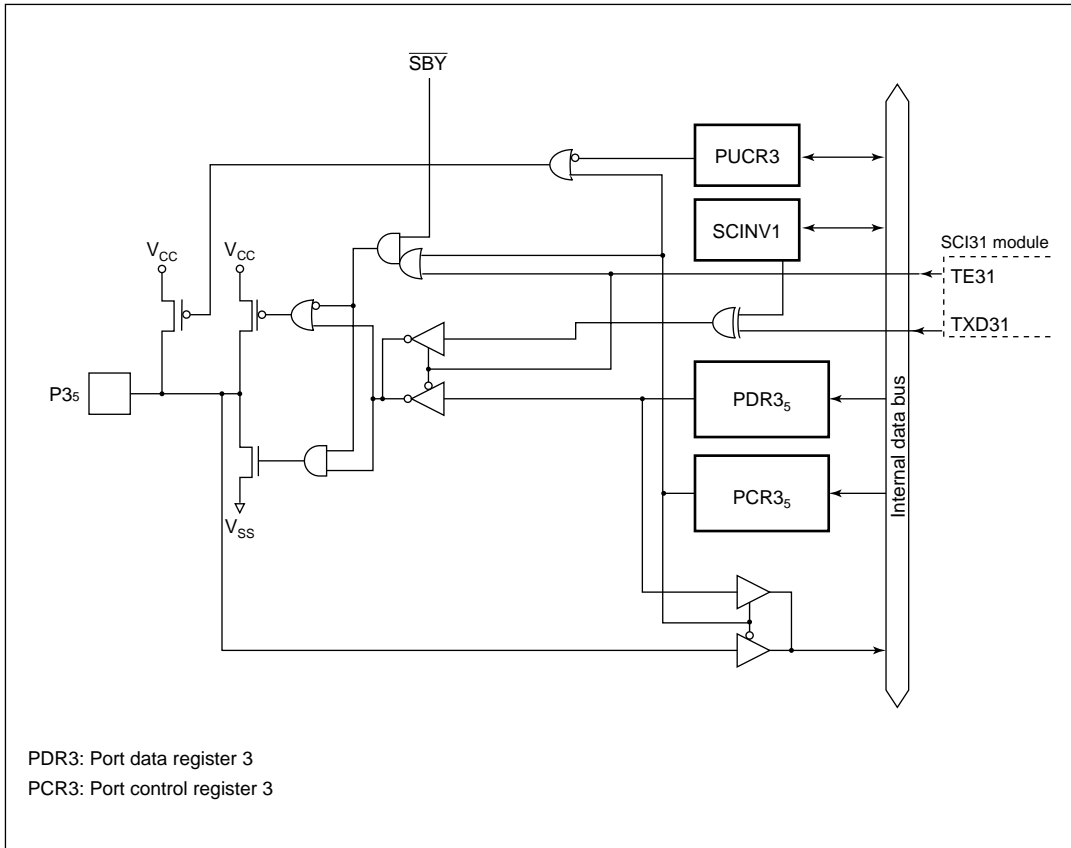 SBY
PUCR3
SCINV1
SCI31 module
TE31
TXD31
VCC
VCC
P35
PDR35
PCR35
Internal data bus
VSS
PDR3: Port data register 3
PCR3: Port control register 3